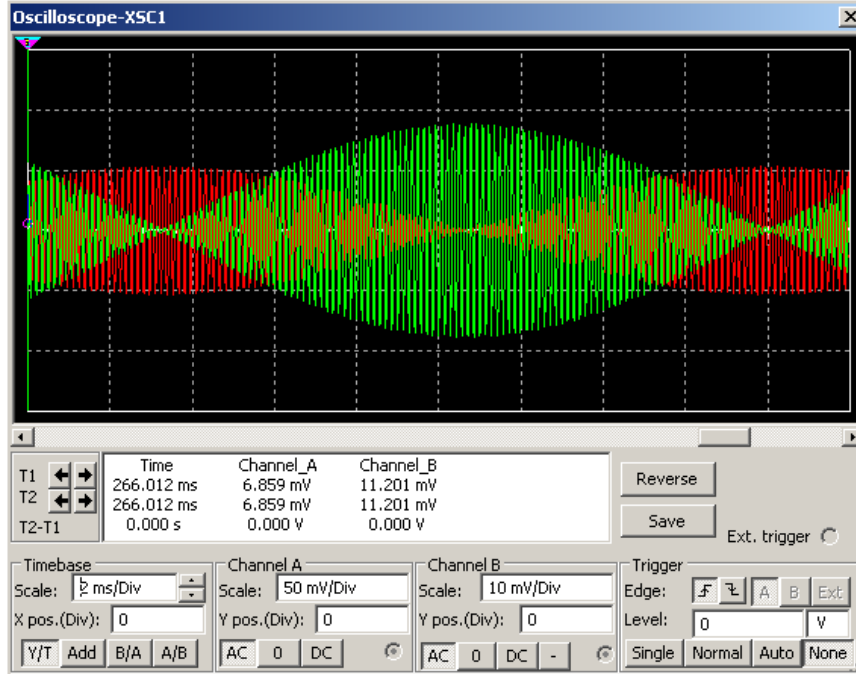 Oscilloscope-XSC1
Time Channel_A Channel_B
T1 266.012 ms 6.859 mV 11.201 mV
T2 266.012 ms 6.859 mV 11.201 mV
T2-T1 0.000 s 0.000 V 0.000 V
Reverse
Save
Ext. trigger
Timebase
Scale: 2 ms/Div
X pos.(Div): 0
Y/T Add B/A A/B
Channel A
Scale: 50 mV/Div
Y pos.(Div): 0
AC 0 DC
Channel B
Scale: 10 mV/Div
Y pos.(Div): 0
AC 0 DC -
Trigger
Edge: A B Ext
Level: 0 V
Single Normal Auto None